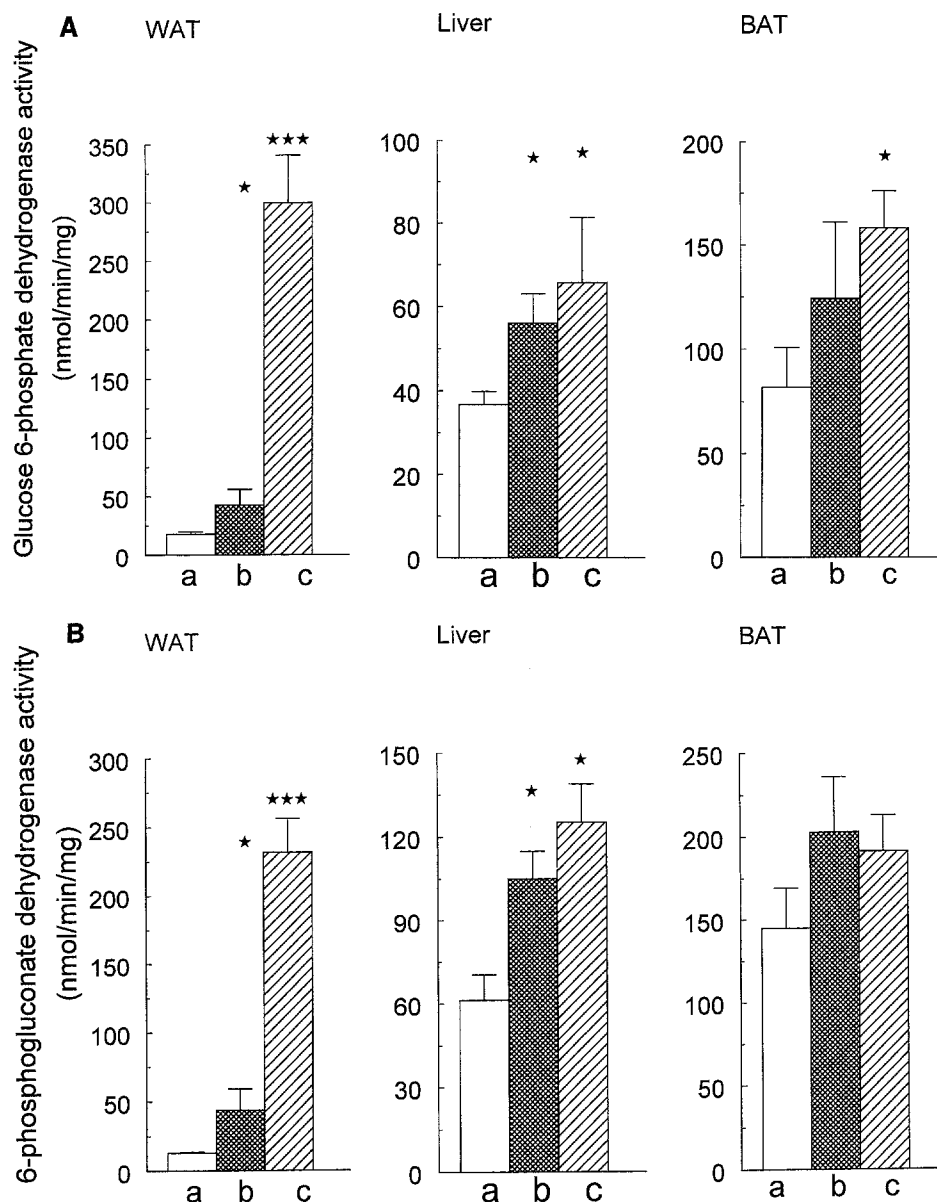 A
WAT
Liver
BAT
Glucose 6-phosphate dehydrogenase activity
(nmol/min/mg)
350
300
250
200
150
100
50
0
★
★★★
a b c
100
80
60
40
20
0
★
★
a b c
200
150
100
50
0
★
a b c
B
WAT
Liver
BAT
6-phosphogluconate dehydrogenase activity
(nmol/min/mg)
300
250
200
150
100
50
0
★
★★★
a b c
150
120
90
60
30
0
★
★
a b c
250
200
150
100
50
0
a b c